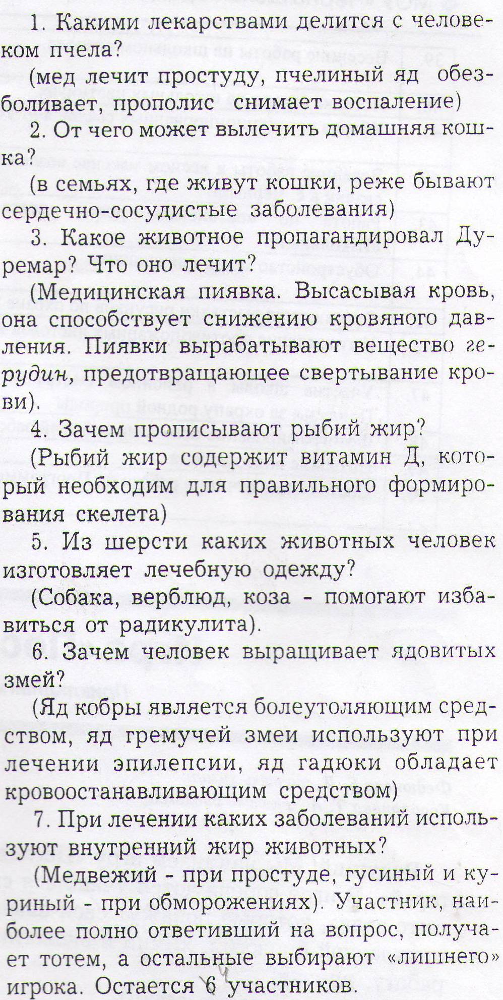 1. Какими лекарствами делится с челове-
ком пчела?
(мед лечит простуду, пчелиный яд обез-
боливает, прополис снимает воспаление)
2. От чего может вылечить домашняя кош-
ка?
(в семьях, где живут кошки, реже бывают
сердечно-сосудистые заболевания)
3. Какое животное пропагандировал Ду-
ремар? Что оно лечит?
(Медицинская пиявка. Высасывая кровь,
она способствует снижению кровяного дав-
ления. Пиявки вырабатывают вещество ге-
рудин, предотвращающее свертывание кро-
ви).
4. Зачем прописывают рыбий жир?
(Рыбий жир содержит витамин Д, кото-
рый необходим для правильного формиро-
вания скелета)
5. Из шерсти каких животных человек
изготовляет лечебную одежду?
(Собака, верблюд, коза - помогают изба-
виться от радикулита).
6. Зачем человек выращивает ядовитых
змей?
(Яд кобры является болеутоляющим сред-
ством, яд гремучей змеи используют при
лечении эпилепсии, яд гадюки обладает
кровоостанавливающим средством)
7. При лечении каких заболеваний исполь-
зуют внутренний жир животных?
(Медвежий - при простуде, гусиный и ку-
риный - при обморожениях). Участник, наи-
более полно ответивший на вопрос, получа-
ет тотем, а остальные выбирают «лишнего»
игрока. Остается 6 4 участников.